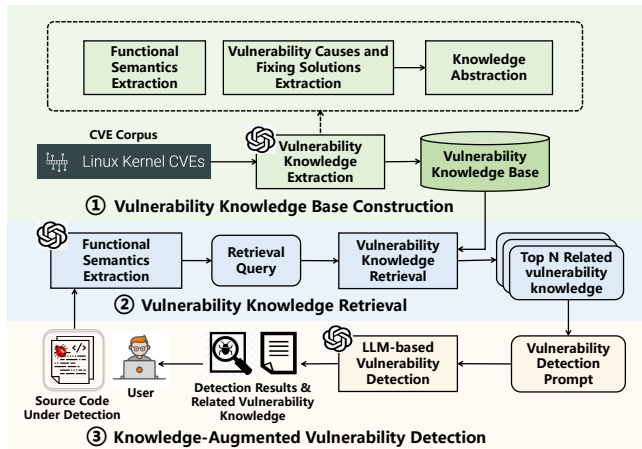 Functional
Semantics
Extraction
Vulnerability Causes and
Fixing Solutions
Extraction
Knowledge
Abstraction
CVE Corpus
Linux Kernel CVEs
Vulnerability
Knowledge
Extraction
Vulnerability
Knowledge Base
① Vulnerability Knowledge Base Construction
Functional
Semantics
Extraction
Retrieval
Query
Vulnerability
Knowledge
Retrieval
Top N Related
vulnerability
knowledge
② Vulnerability Knowledge Retrieval
Source Code
Under Detection
User
Detection Results &
Related Vulnerability
Knowledge
LLM-based
Vulnerability
Detection
Vulnerability
Detection
Prompt
③ Knowledge-Augmented Vulnerability Detection